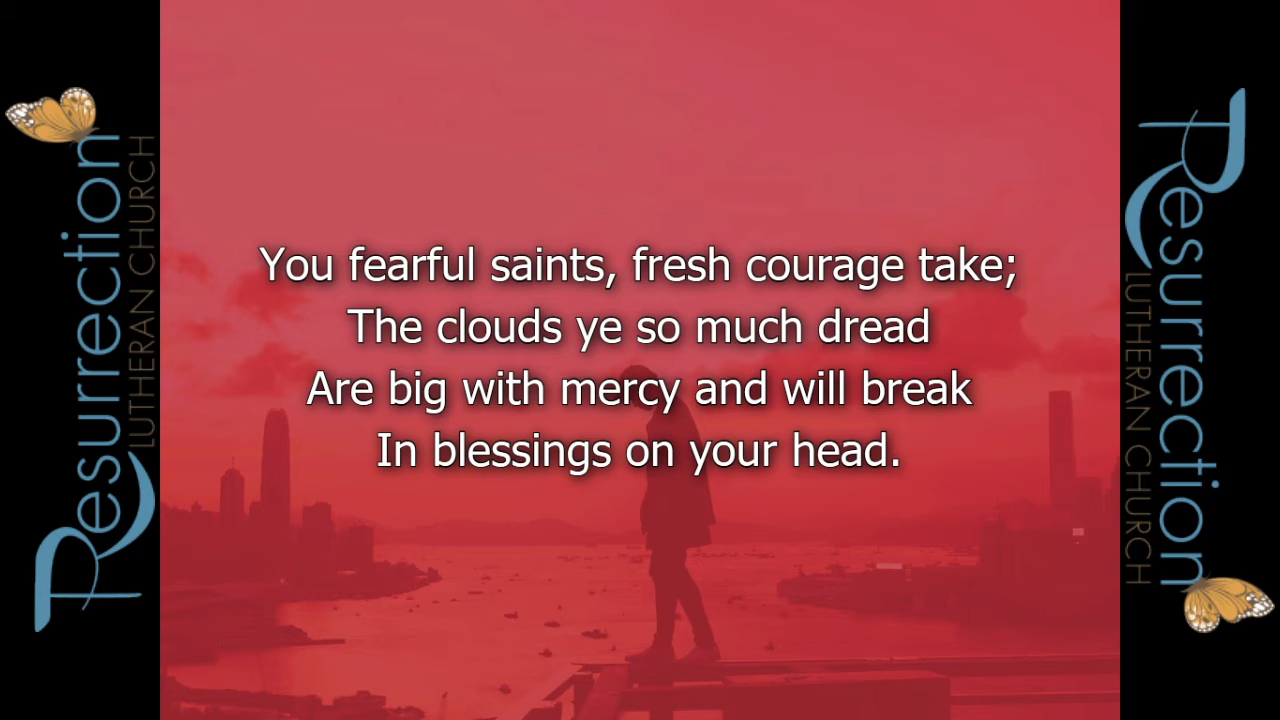 Resurrection
LUTHERAN CHURCH
You fearful saints, fresh courage take;
The clouds ye so much dread
Are big with mercy and will break
In blessings on your head.
Resurrection
LUTHERAN CHURCH